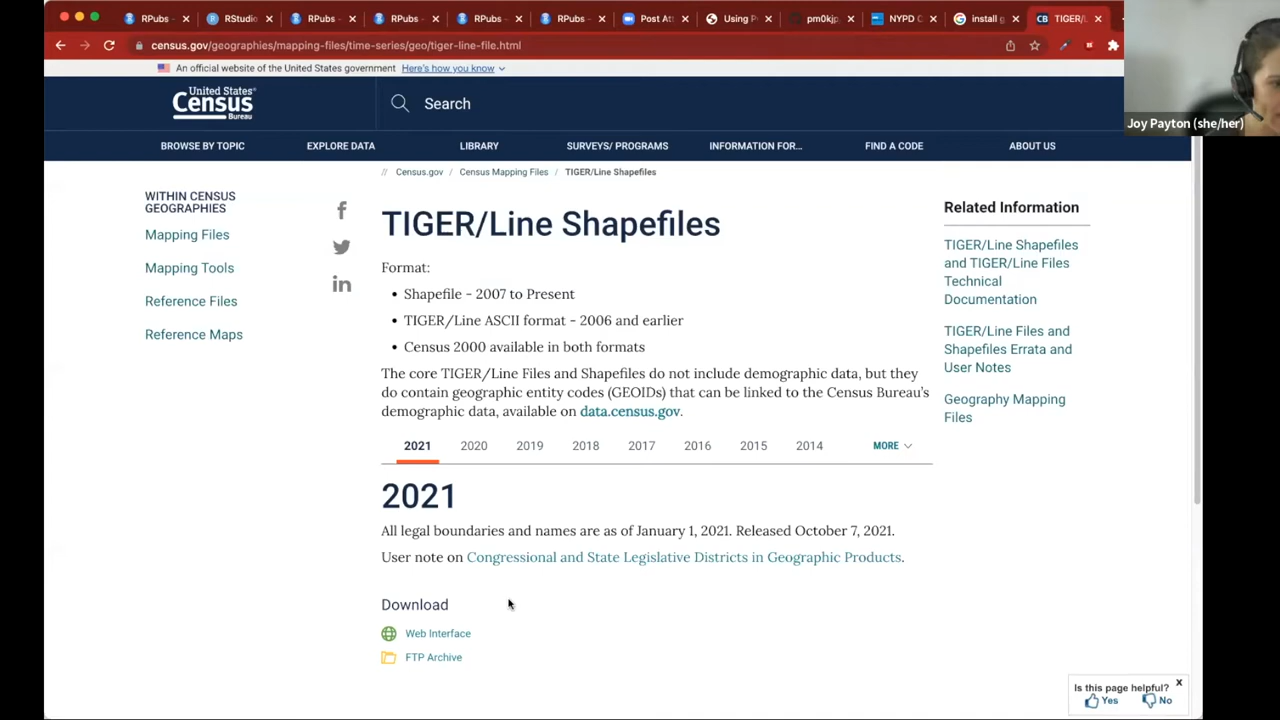 RPubs -
RStudio
RPubs
RPubs
RPubs -
RPubs -
Post At
Using P
pm0kjp
NYPD C
install g
TIGER/L
census.gov/geographies/mapping-files/time-series/geo/tiger-line-file.html
An official website of the United States government Here's how you know
United States®
Census
Bureau
Search
Joy Payton (she/her)
BROWSE BY TOPIC EXPLORE DATA LIBRARY SURVEYS/ PROGRAMS INFORMATION FOR... FIND A CODE ABOUT US
// Census.gov / Census Mapping Files / TIGER/Line Shapefiles
WITHIN CENSUS
GEOGRAPHIES
Mapping Files
Mapping Tools
Reference Files
Reference Maps
TIGER/Line Shapefiles
Format:
• Shapefile - 2007 to Present
• TIGER/Line ASCII format - 2006 and earlier
• Census 2000 available in both formats
The core TIGER/Line Files and Shapefiles do not include demographic data, but they
do contain geographic entity codes (GEOIDs) that can be linked to the Census Bureau's
demographic data, available on data.census.gov.
2021 2020 2019 2018 2017 2016 2015 2014 MORE
2021
All legal boundaries and names are as of January 1, 2021. Released October 7, 2021.
User note on Congressional and State Legislative Districts in Geographic Products.
Download
Web Interface
FTP Archive
Related Information
TIGER/Line Shapefiles
and TIGER/Line Files
Technical
Documentation
TIGER/Line Files and
Shapefiles Errata and
User Notes
Geography Mapping
Files
Is this page helpful? X
Yes No